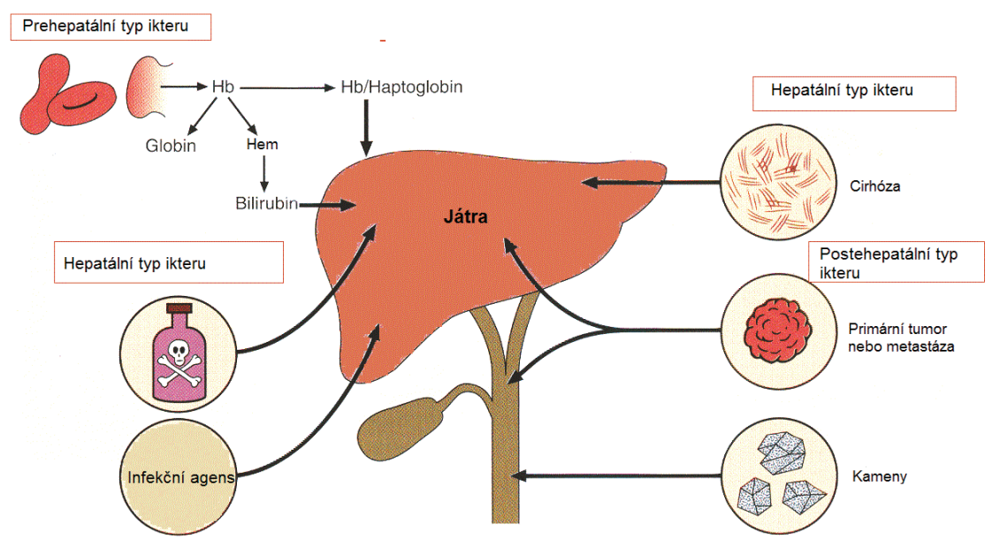 Prehepatální typ ikteru
Hb
Hb/Haptoglobin
Globin
Hem
Bilirubin
Játra
Hepatální typ ikteru
Cirhóza
Hepatální typ ikteru
Postehepatální typ
ikteru
Primární tumor
nebo metastáza
Infekční agens
Kameny